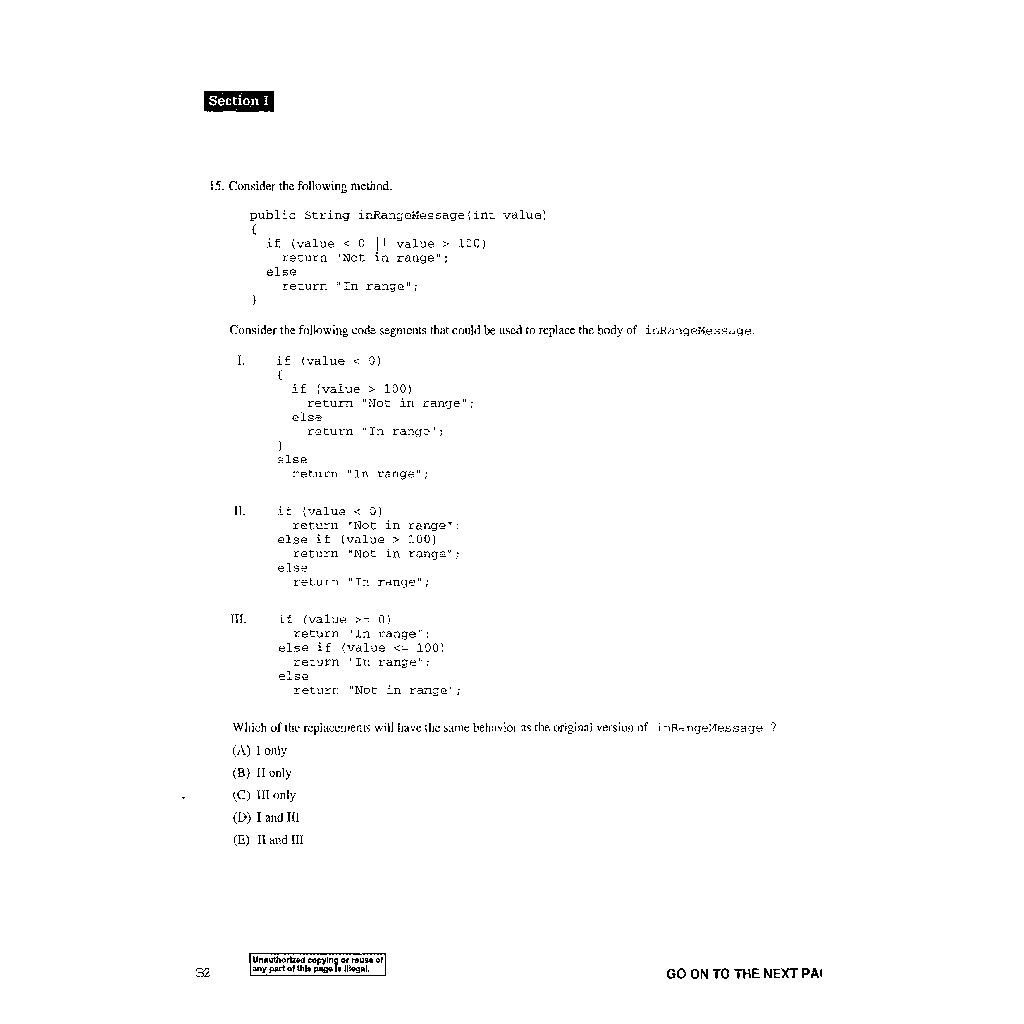 Section I
15. Consider the following method.
public String inRangeMessage(int value)
{
if (value < 0 || value > 100)
return "Not in range";
else
return "In range";
}
Consider the following code segments that could be used to replace the body of inRangeMessage.
I. if (value < 0)
{
if (value > 100)
return "Not in range";
else
return "In range";
}
else
return "In range";
II. if (value < 0)
return "Not in range";
else if (value > 100)
return "Not in range";
else
return "In range";
III. if (value >= 0)
return "In range";
else if (value <= 100)
return "In range";
else
return "Not in range";
Which of the replacements will have the same behavior as the original version of inRangeMessage ?
(A) I only
(B) II only
(C) III only
(D) I and III
(E) II and III
Unauthorized copying or reuse of
any part of this page is illegal.
32
GO ON TO THE NEXT PA